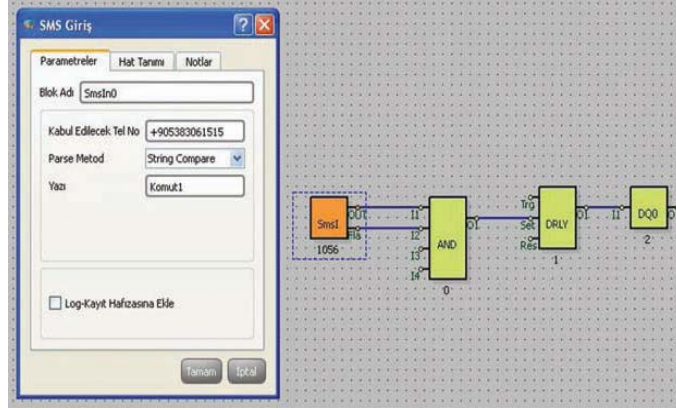 SMS Giriş
Parametreler Hat Tanımı Notlar
Blok Adı SmsIn0
Kabul Edilecek Tel No +905383061515
Parse Metod String Compare
Yazı Komut1
Log-Kayıt Hafızasına Ekle
Tamam İptal
SmsI OUT Fla
1056
I1 I2 I3 I4 AND O1
0
Trg Set Res DRLY O1
1
I1 DQ0 O
2